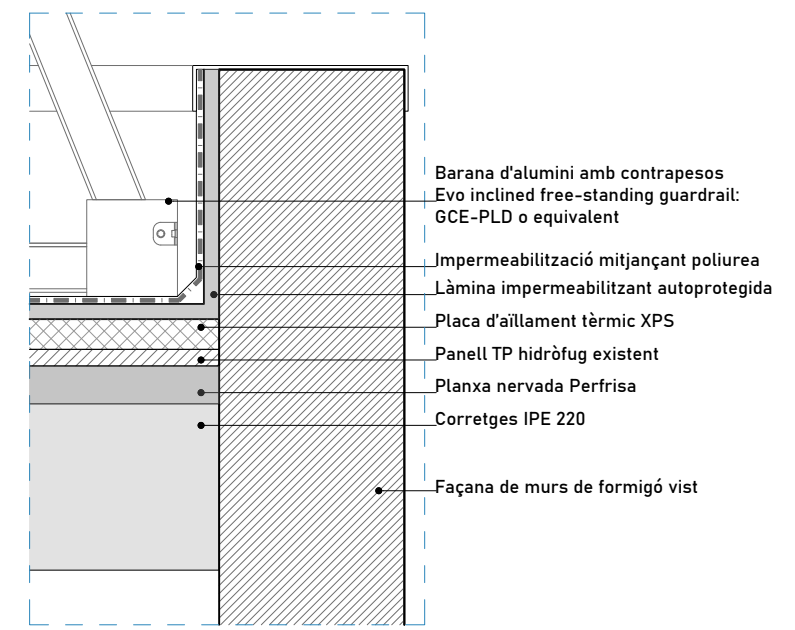 Barana d'alumini amb contrapesos
Evo inclined free-standing guardrail:
GCE-PLD o equivalent
Impermeabilització mitjançant poliurea
Làmina impermeabilitzant autoprotegida
Placa d'aïllament tèrmic XPS
Panell TP hidròfug existent
Planxa nervada Perfrisa
Corretges IPE 220
Façana de murs de formigó vist